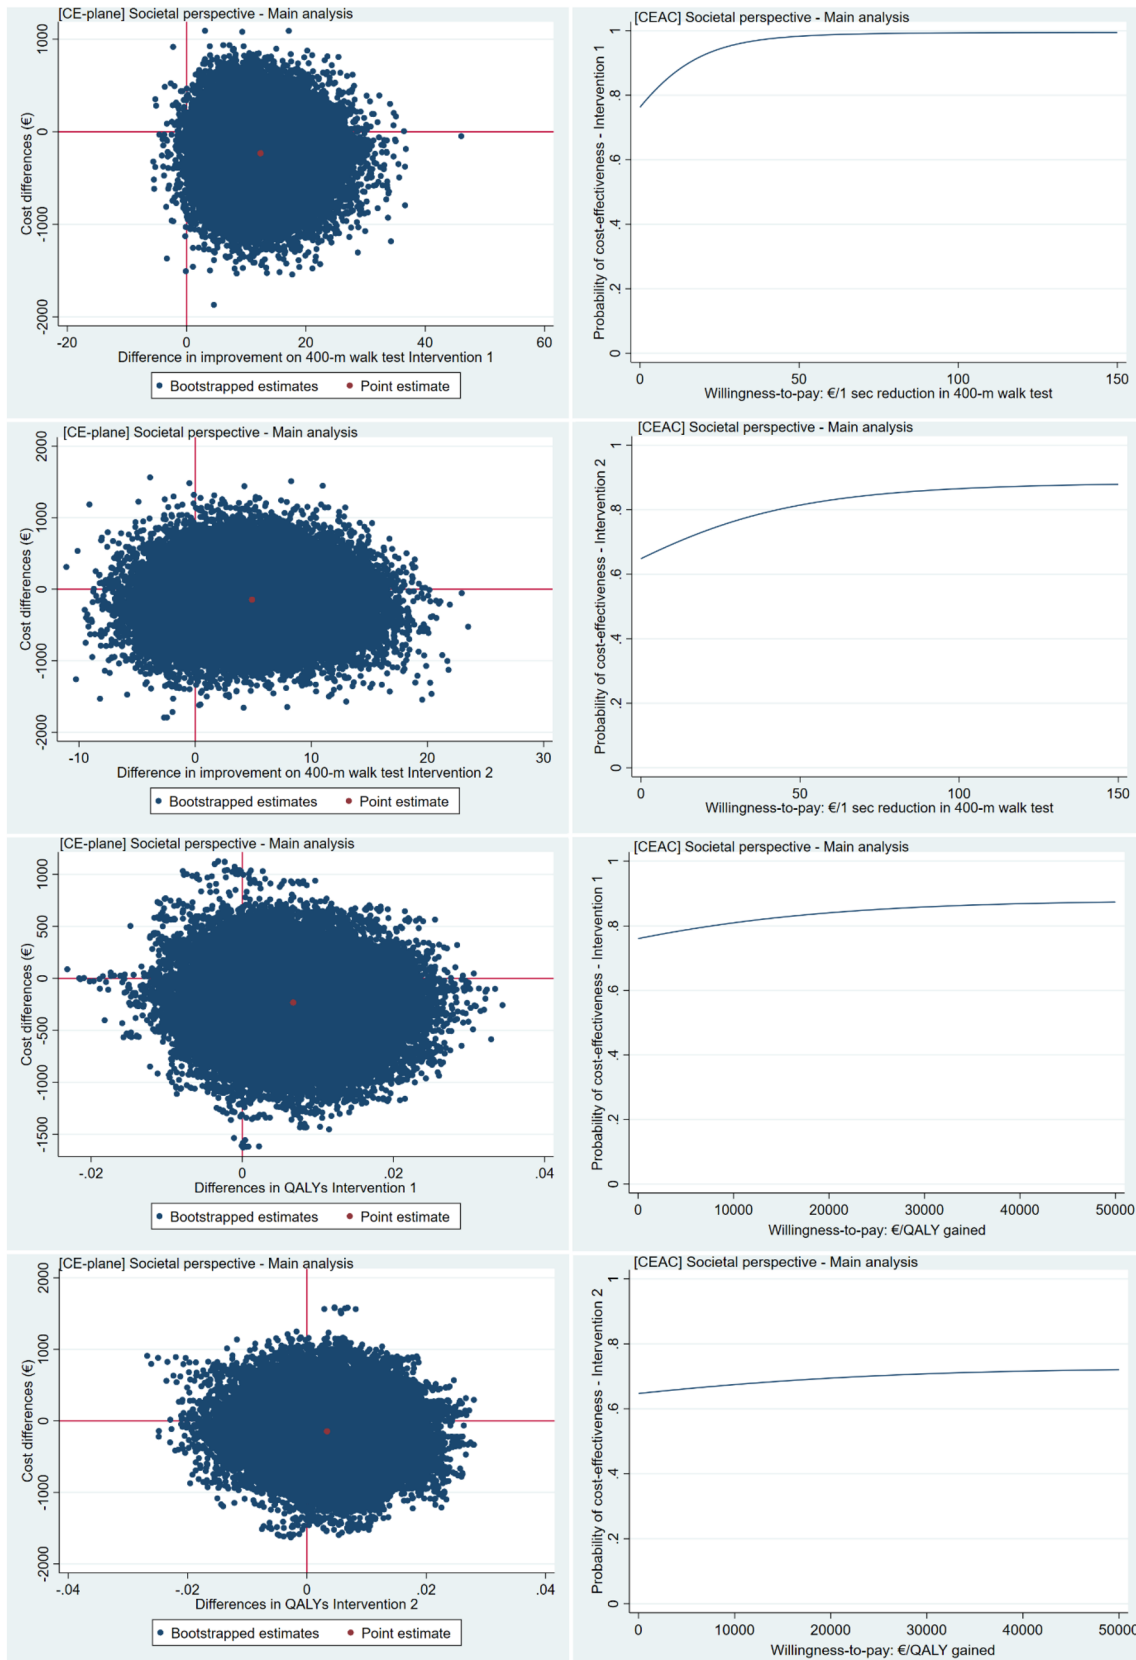 [CE-plane] Societal perspective - Main analysis
Cost differences (€)
1000
0
-1000
-2000
-20 0 20 40 60
Difference in improvement on 400-m walk test Intervention 1
Bootstrapped estimates Point estimate
[CEAC] Societal perspective - Main analysis
Probability of cost-effectiveness - Intervention 1
1
.8
.6
.4
.2
0
0 50 100 150
Willingness-to-pay: €/1 sec reduction in 400-m walk test
[CE-plane] Societal perspective - Main analysis
Cost differences (€)
2000
1000
0
-1000
-2000
-10 0 10 20 30
Difference in improvement on 400-m walk test Intervention 2
Bootstrapped estimates Point estimate
[CEAC] Societal perspective - Main analysis
Probability of cost-effectiveness - Intervention 2
1
.8
.6
.4
.2
0
0 50 100 150
Willingness-to-pay: €/1 sec reduction in 400-m walk test
[CE-plane] Societal perspective - Main analysis
Cost differences (€)
1000
500
0
-500
-1000
-1500
-.02 0 .02 .04
Differences in QALYs Intervention 1
Bootstrapped estimates Point estimate
[CEAC] Societal perspective - Main analysis
Probability of cost-effectiveness - Intervention 1
1
.8
.6
.4
.2
0
0 10000 20000 30000 40000 50000
Willingness-to-pay: €/QALY gained
[CE-plane] Societal perspective - Main analysis
Cost differences (€)
2000
1000
0
-1000
-2000
-.04 -.02 0 .02 .04
Differences in QALYs Intervention 2
Bootstrapped estimates Point estimate
[CEAC] Societal perspective - Main analysis
Probability of cost-effectiveness - Intervention 2
1
.8
.6
.4
.2
0
0 10000 20000 30000 40000 50000
Willingness-to-pay: €/QALY gained